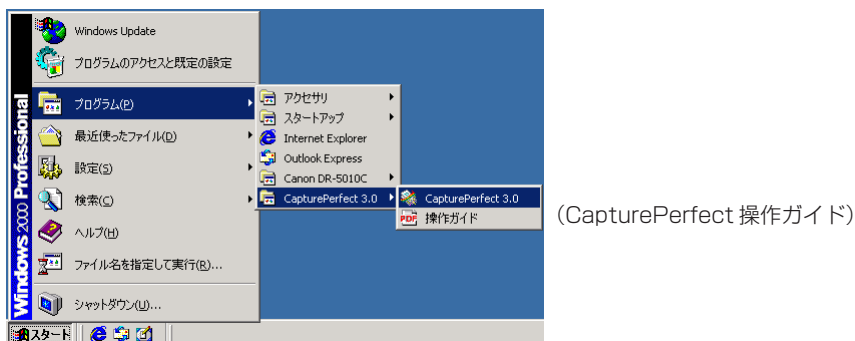 Windows Update
プログラムのアクセスと既定の設定
プログラム(P)
最近使ったファイル(D)
設定(S)
検索(C)
ヘルプ(H)
ファイル名を指定して実行(R)...
シャットダウン(U)...
Windows 2000 Professional
スタート
アクセサリ
スタートアップ
Internet Explorer
Outlook Express
Canon DR-5010C
CapturePerfect 3.0
CapturePerfect 3.0
PDF 操作ガイド
（CapturePerfect 操作ガイド）